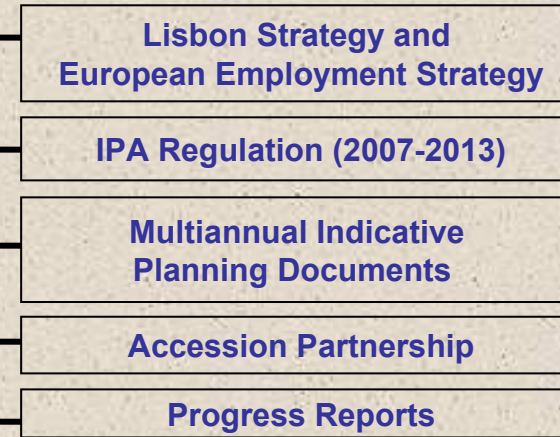 Lisbon Strategy and
European Employment Strategy
IPA Regulation (2007-2013)
Multiannual Indicative
Planning Documents
Accession Partnership
Progress Reports